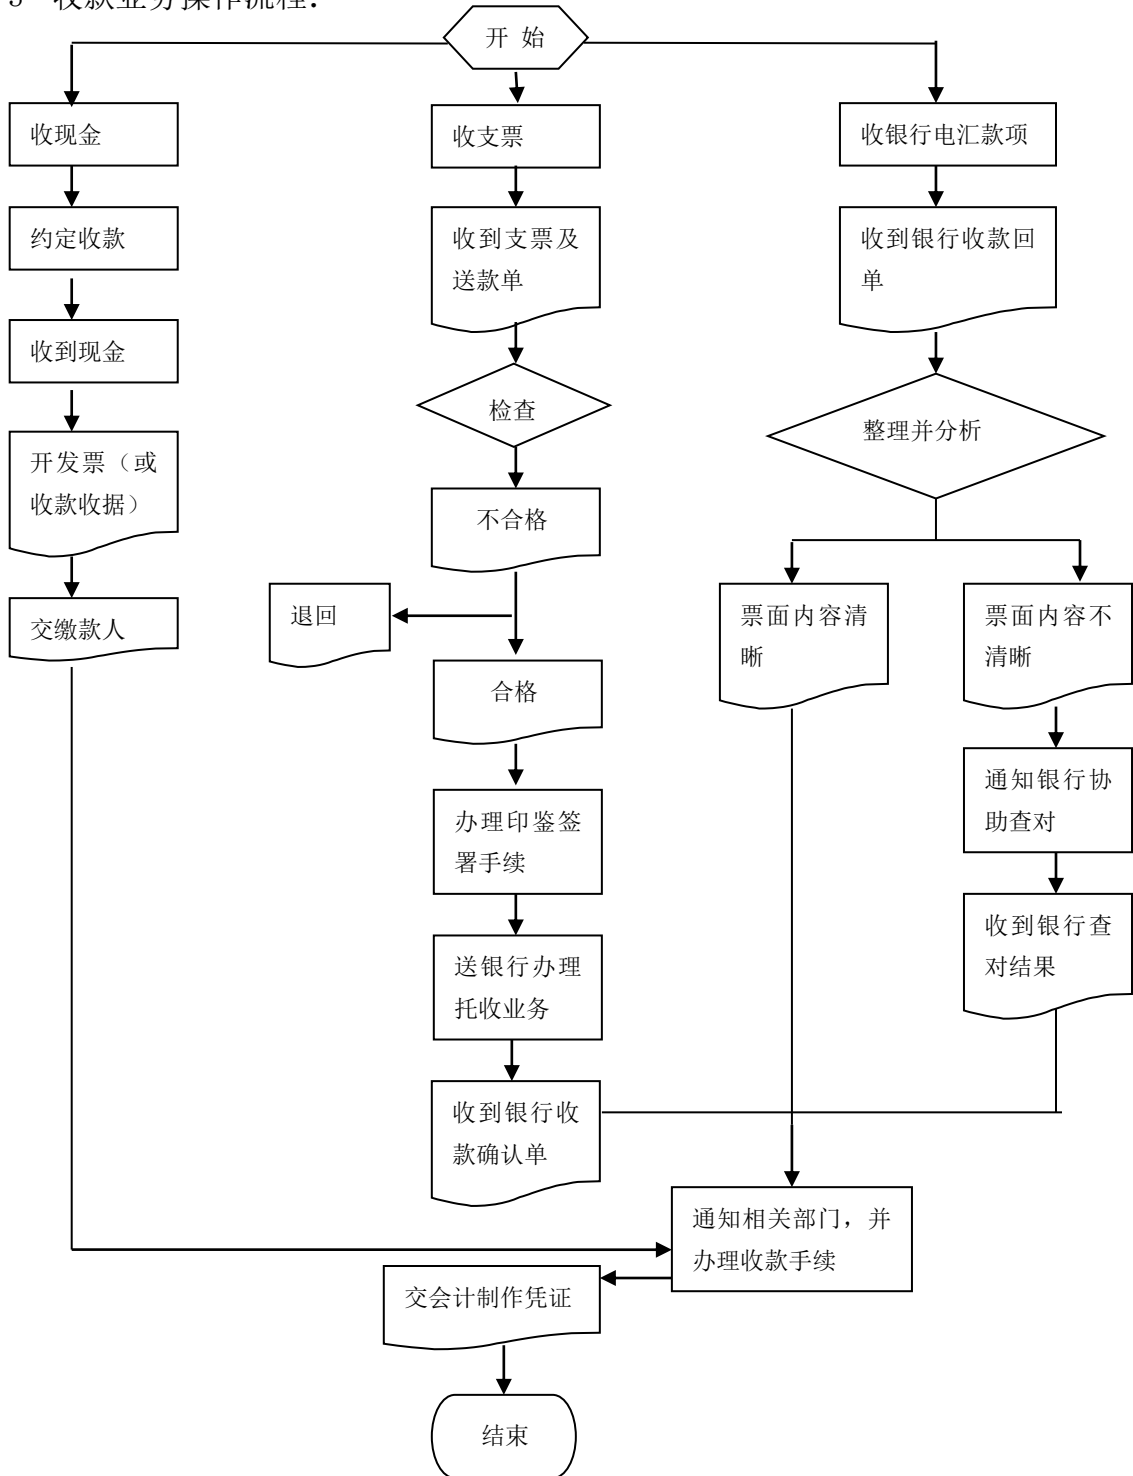 3 收款业务操作流程：
开 始
收现金
收支票
收银行电汇款项
约定收款
收到支票及
送款单
收到银行收款回
单
收到现金
检查
整理并分析
开发票（或
收款收据）
不合格
交缴款人
退回
合格
票面内容清
晰
票面内容不
清晰
办理印鉴签
署手续
通知银行协
助查对
送银行办理
托收业务
收到银行查
对结果
收到银行收
款确认单
通知相关部门，并
办理收款手续
交会计制作凭证
结束